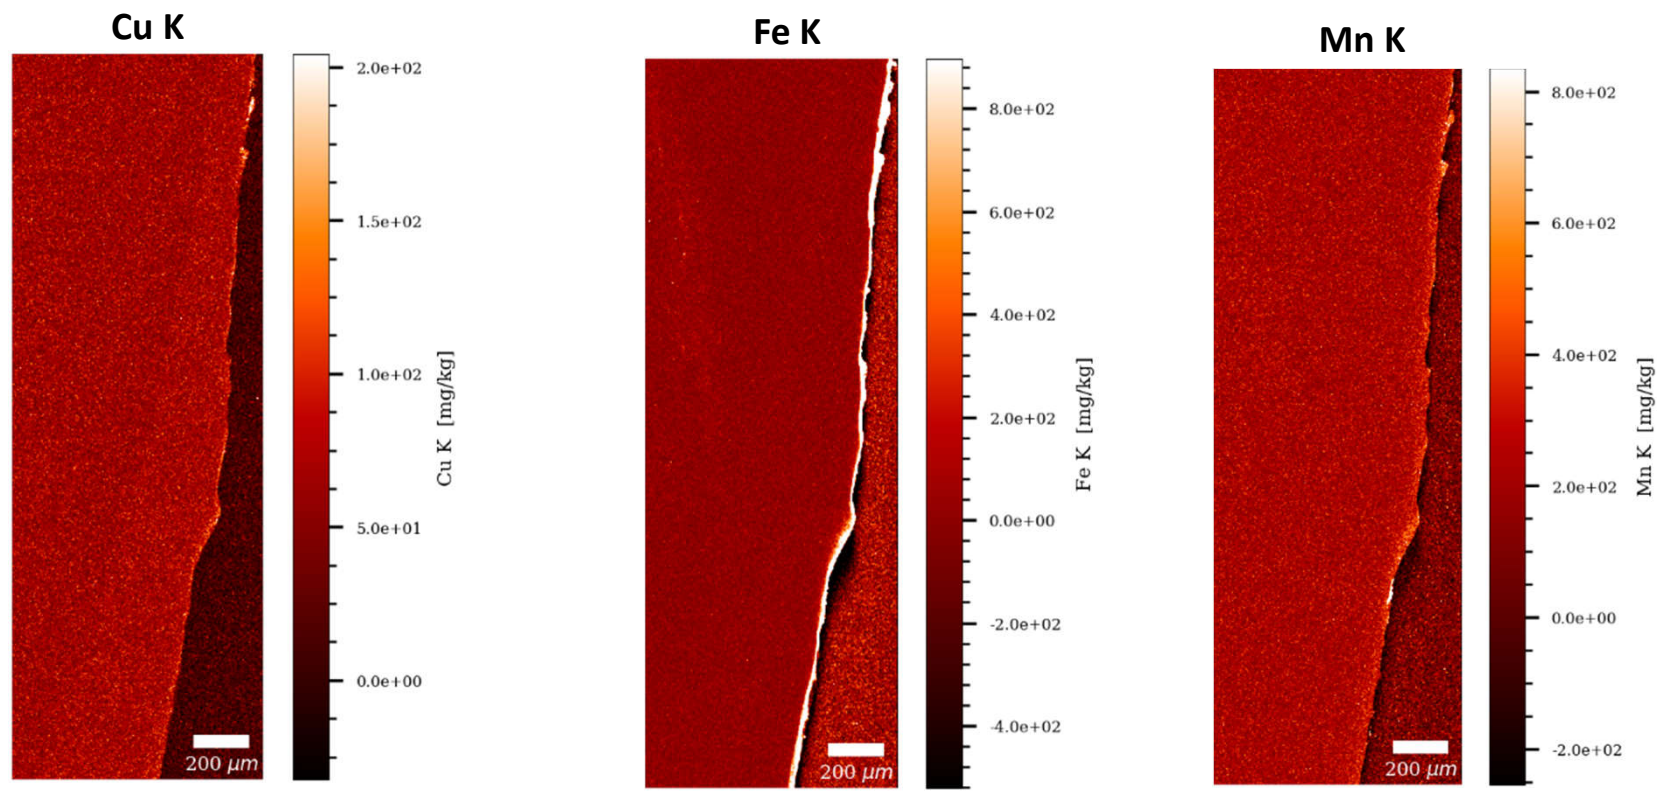 Cu K
2.0e+02
1.5e+02
1.0e+02
5.0e+01
0.0e+00
Cu K [mg/kg]
200 μm
Fe K
8.0e+02
6.0e+02
4.0e+02
2.0e+02
0.0e+00
-2.0e+02
-4.0e+02
Fe K [mg/kg]
200 μm
Mn K
8.0e+02
6.0e+02
4.0e+02
2.0e+02
0.0e+00
-2.0e+02
Mn K [mg/kg]
200 μm